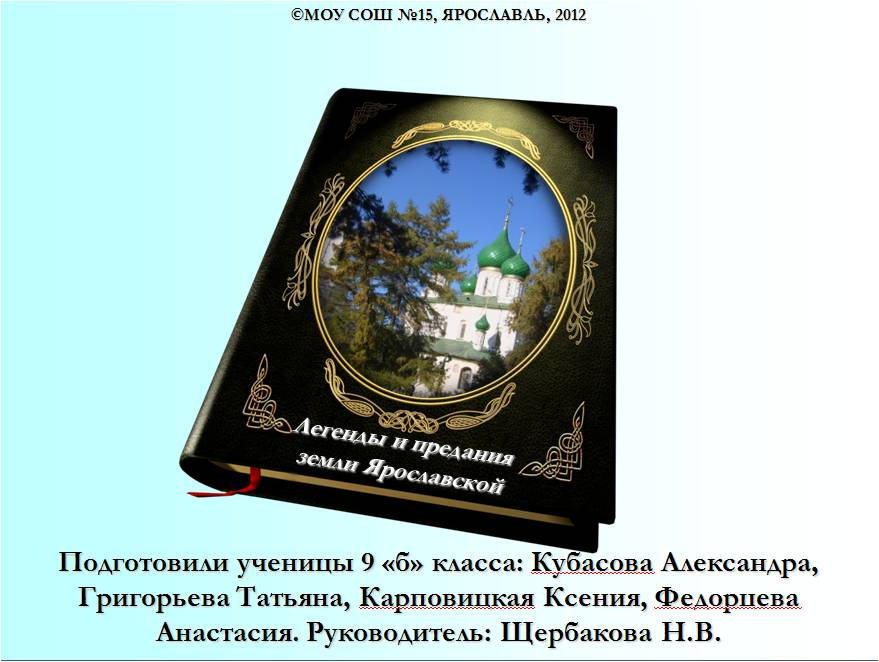 ©МОУ СОШ №15, ЯРОСЛАВЛЬ, 2012
Легенды и предания
земли Ярославской
Подготовили ученицы 9 «б» класса: Кубасова Александра,
Григорьева Татьяна, Карповицкая Ксения, Федорцева
Анастасия. Руководитель: Щербакова Н.В.